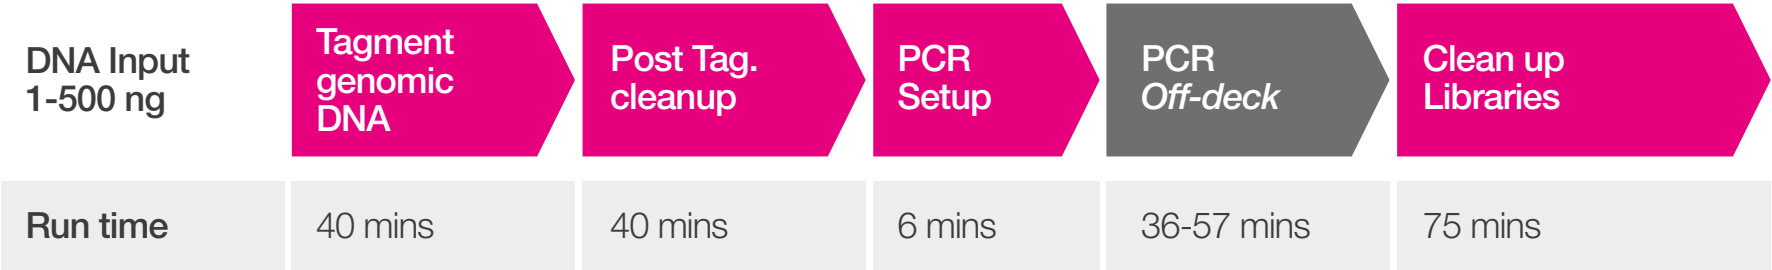 DNA Input
1-500 ng
Tagment
genomic
DNA
Post Tag.
cleanup
PCR
Setup
PCR
Off-deck
Clean up
Libraries
Run time
40 mins
40 mins
6 mins
36-57 mins
75 mins